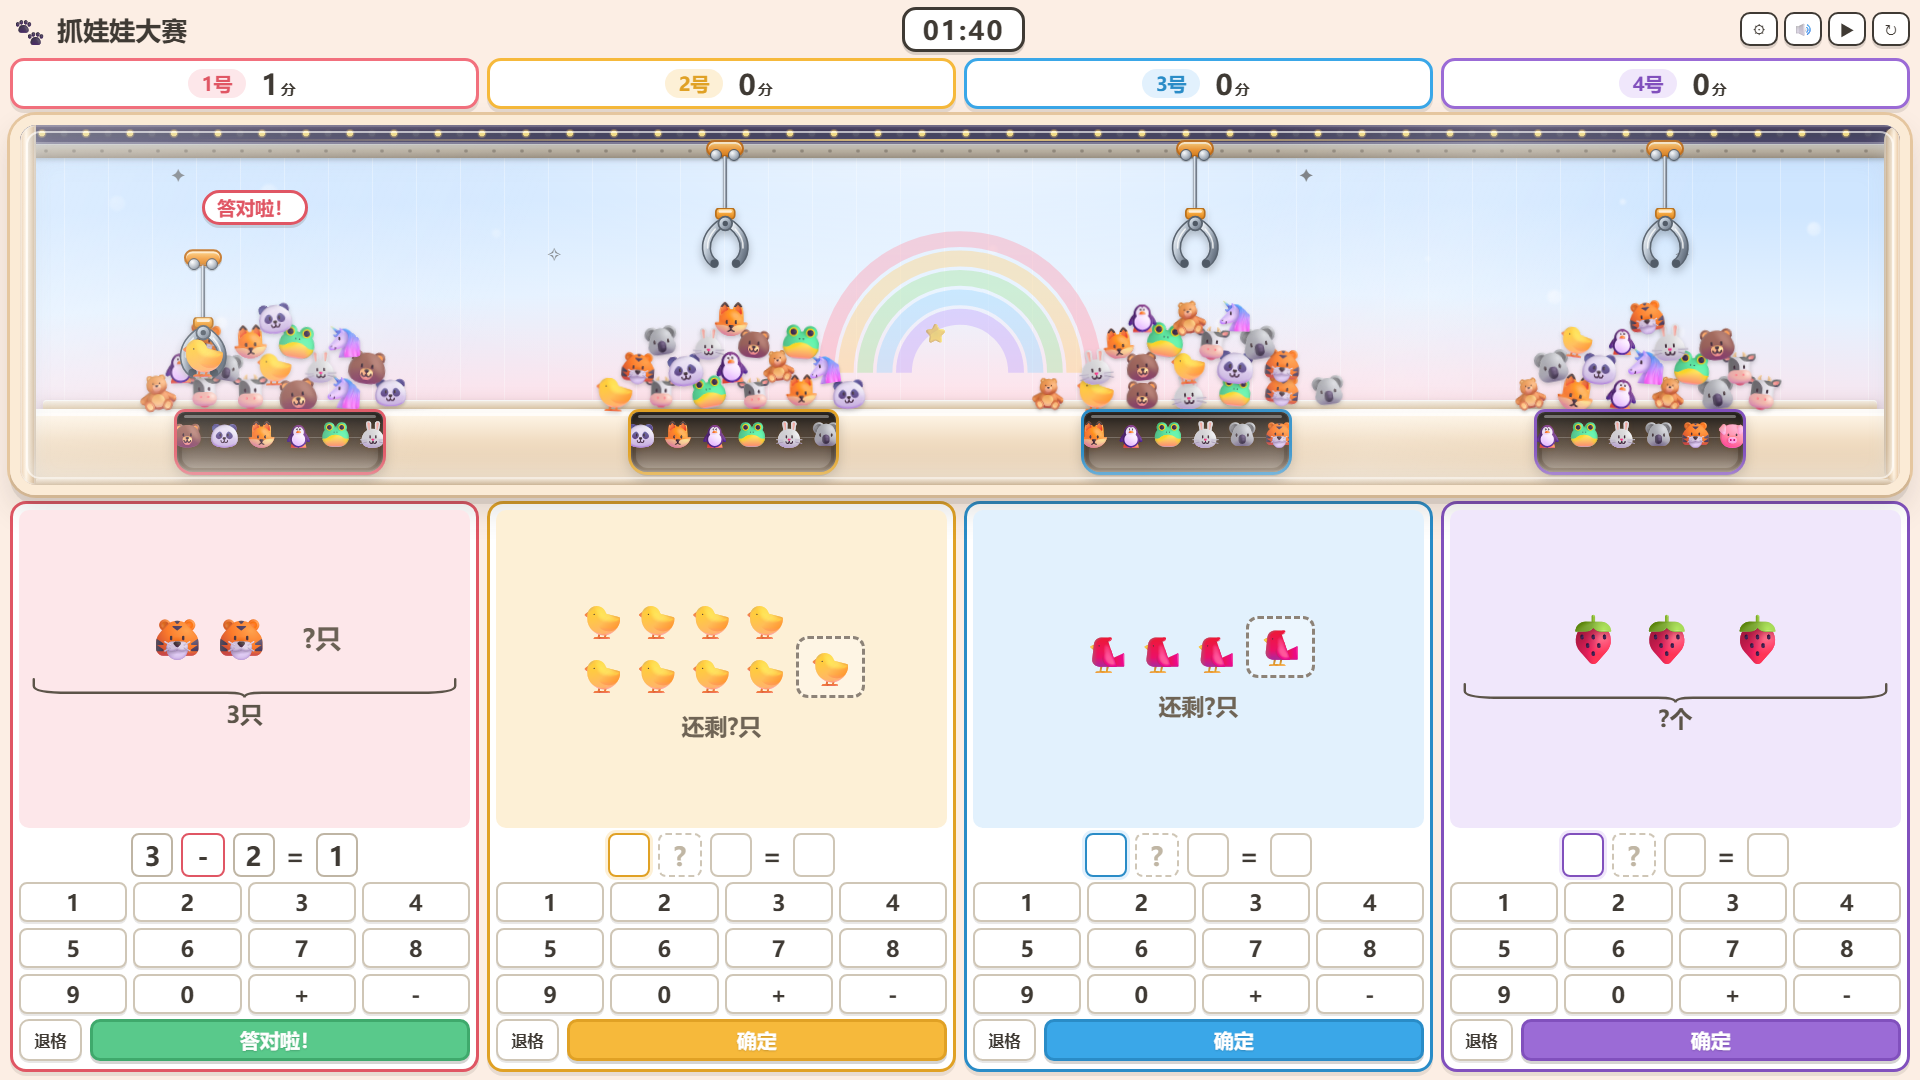 抓娃娃大赛
01:40
1号 1分
2号 0分
3号 0分
4号 0分
答对啦!
?只
3只
3 - 2 = 1
1 2 3 4
5 6 7 8
9 0 + -
退格 答对啦!
还剩?只
? =
1 2 3 4
5 6 7 8
9 0 + -
退格 确定
还剩?只
? =
1 2 3 4
5 6 7 8
9 0 + -
退格 确定
?个
? =
1 2 3 4
5 6 7 8
9 0 + -
退格 确定